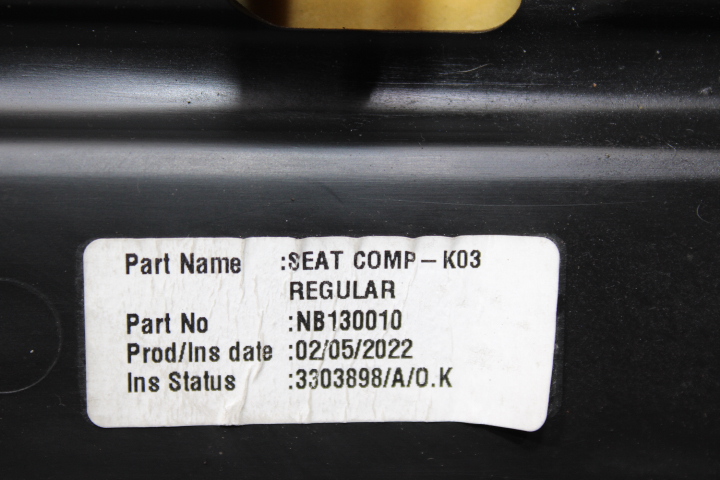 Part Name :SEAT COMP-K03
REGULAR
Part No :NB130010
Prod/Ins date :02/05/2022
Ins Status :3303898/A/O.K